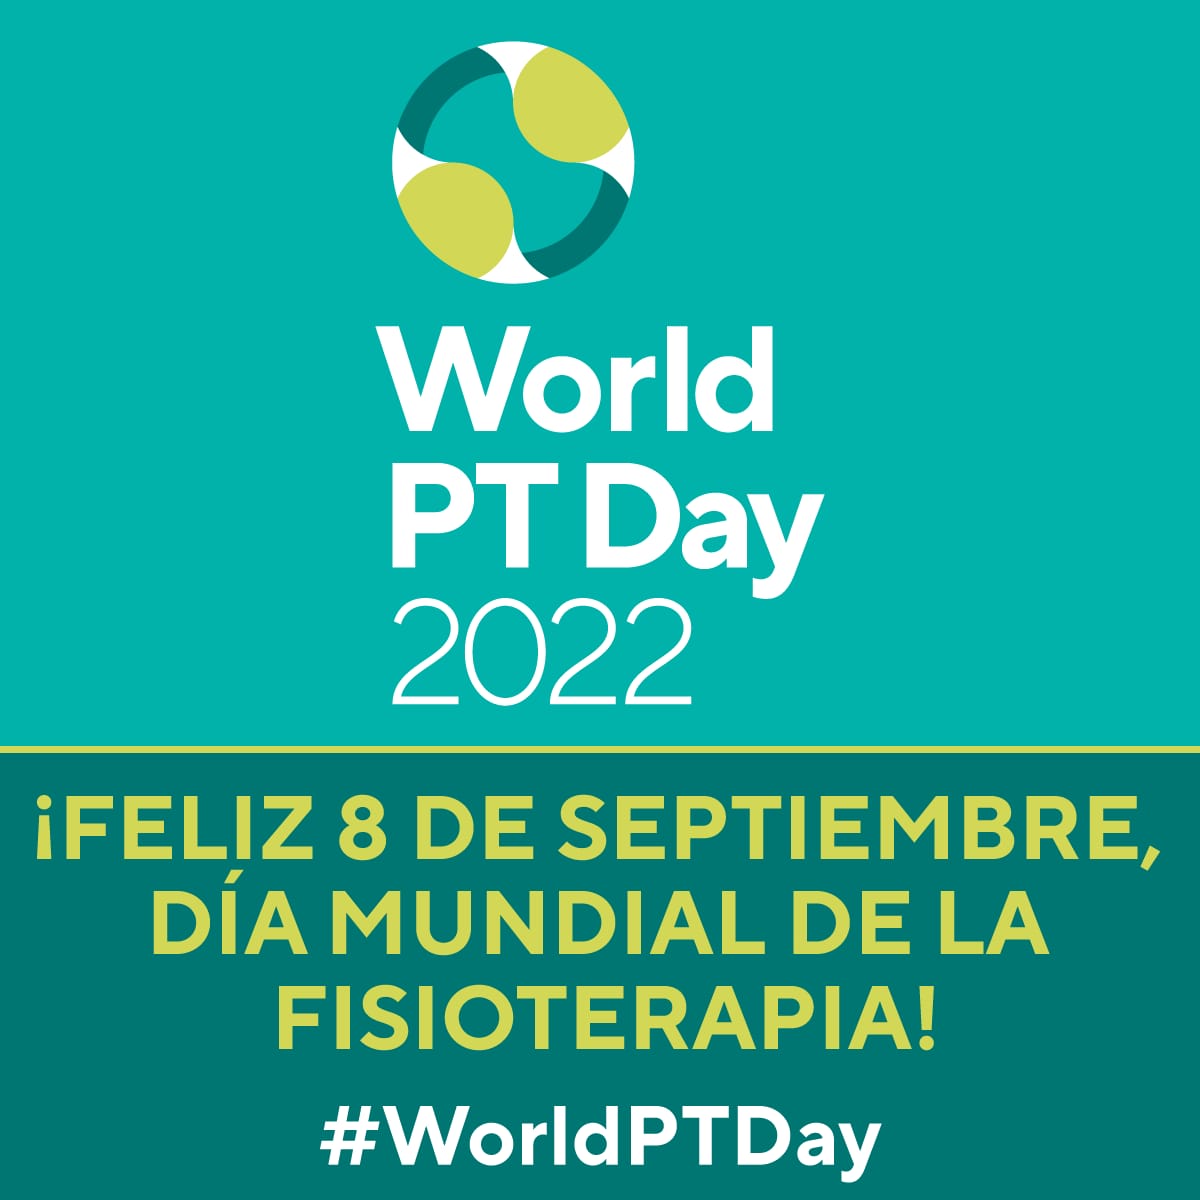 World
PT Day
2022
¡FELIZ 8 DE SEPTIEMBRE,
DÍA MUNDIAL DE LA
FISIOTERAPIA!
#WorldPTDay